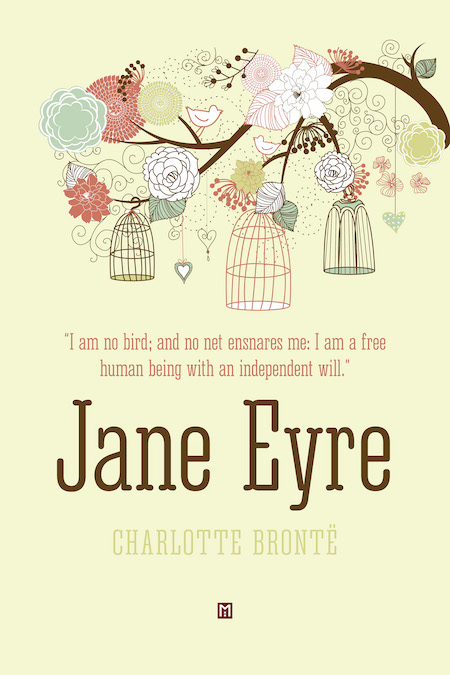 “I am no bird; and no net ensnares me: I am a free
human being with an independent will.”
Jane Eyre
CHARLOTTE BRONTË
M